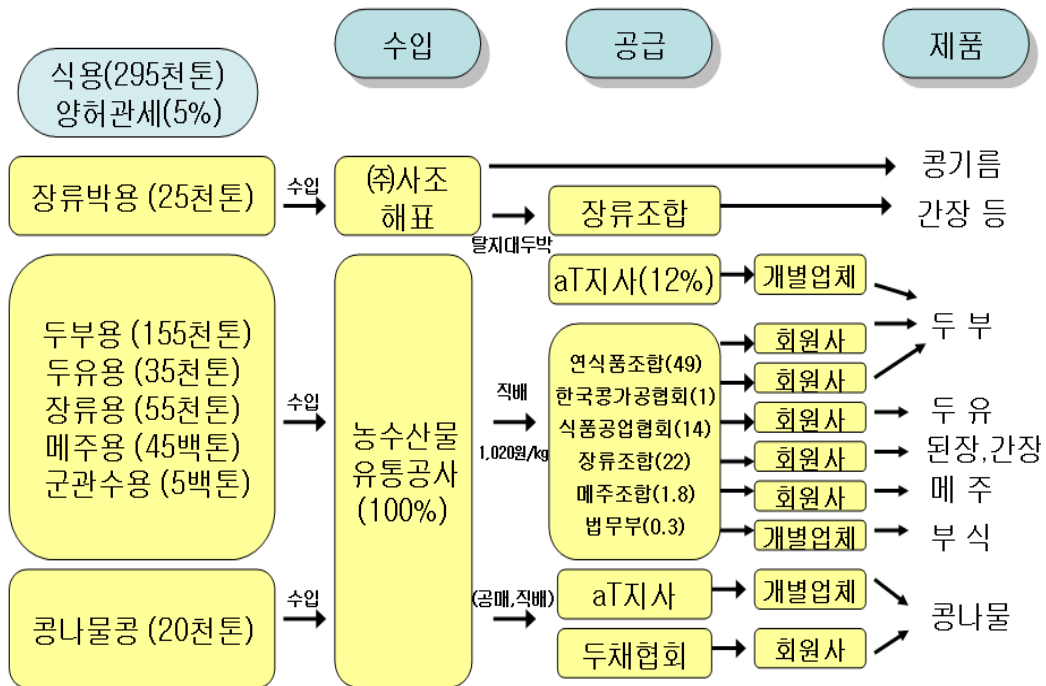 수입
공급
제품
식용(295천톤)
양허관세(5%)
장류박용 (25천톤)
수입
㈜사조
해표
콩기름
탈지대두박
장류조합
간장 등
두부용 (155천톤)
두유용 (35천톤)
장류용 (55천톤)
메주용 (45백톤)
군관수용 (5백톤)
수입
농수산물
유통공사
(100%)
직배
1,020원/kg
aT지사(12%)
개별업체
연식품조합(49)
한국콩가공협회(1)
식품공업협회(14)
장류조합(22)
메주조합(1.8)
법무부(0.3)
회원사
회원사
회원사
회원사
회원사
개별업체
두 부
두 유
된장,간장
메 주
부 식
콩나물콩 (20천톤)
수입
(공매,직배)
aT지사
개별업체
두채협회
회원사
콩나물